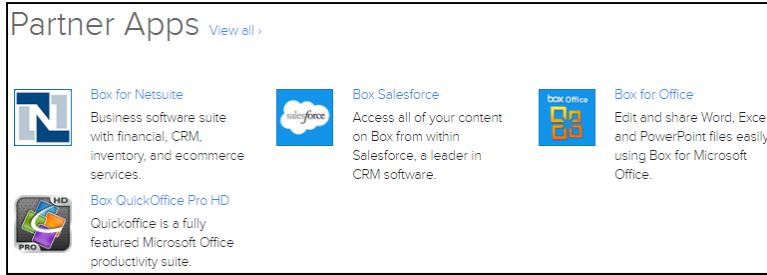 Partner Apps View all ›
Box for Netsuite
Business software suite
with financial, CRM,
inventory, and ecommerce
services.
salesforce
Box Salesforce
Access all of your content
on Box from within
Salesforce, a leader in
CRM software.
box Office
Box for Office
Edit and share Word, Exce
and PowerPoint files easily
using Box for Microsoft
Office.
HD
PRO
Box QuickOffice Pro HD
Quickoffice is a fully
featured Microsoft Office
productivity suite.